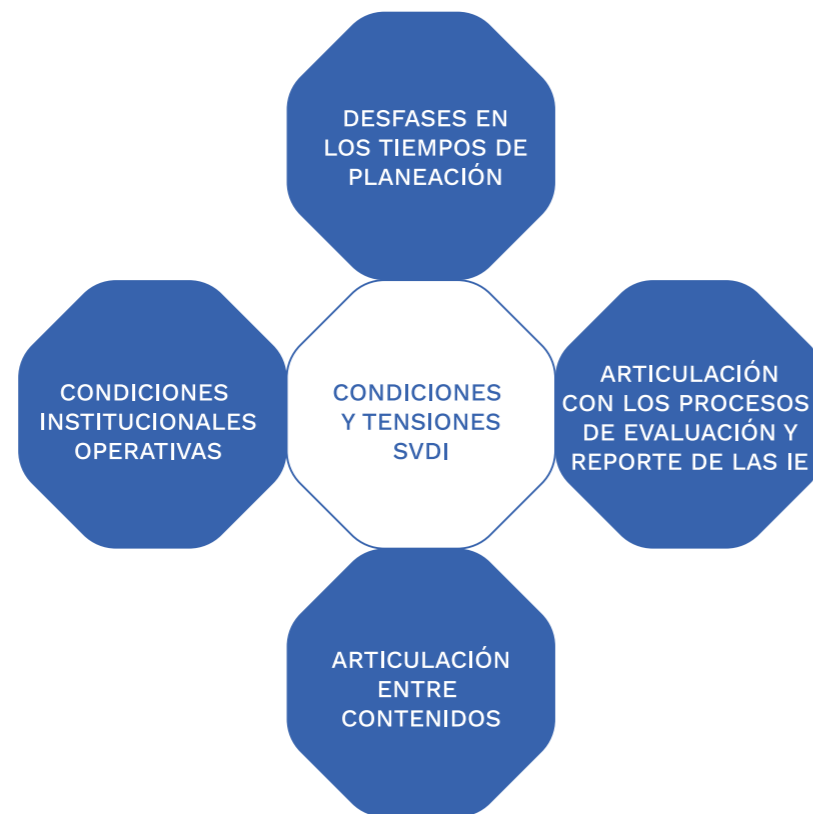 DESFASES EN
LOS TIEMPOS DE
PLANEACIÓN
CONDICIONES
INSTITUCIONALES
OPERATIVAS
CONDICIONES
Y TENSIONES
SVDI
ARTICULACIÓN
CON LOS PROCESOS
DE EVALUACIÓN Y
REPORTE DE LAS IE
ARTICULACIÓN
ENTRE
CONTENIDOS